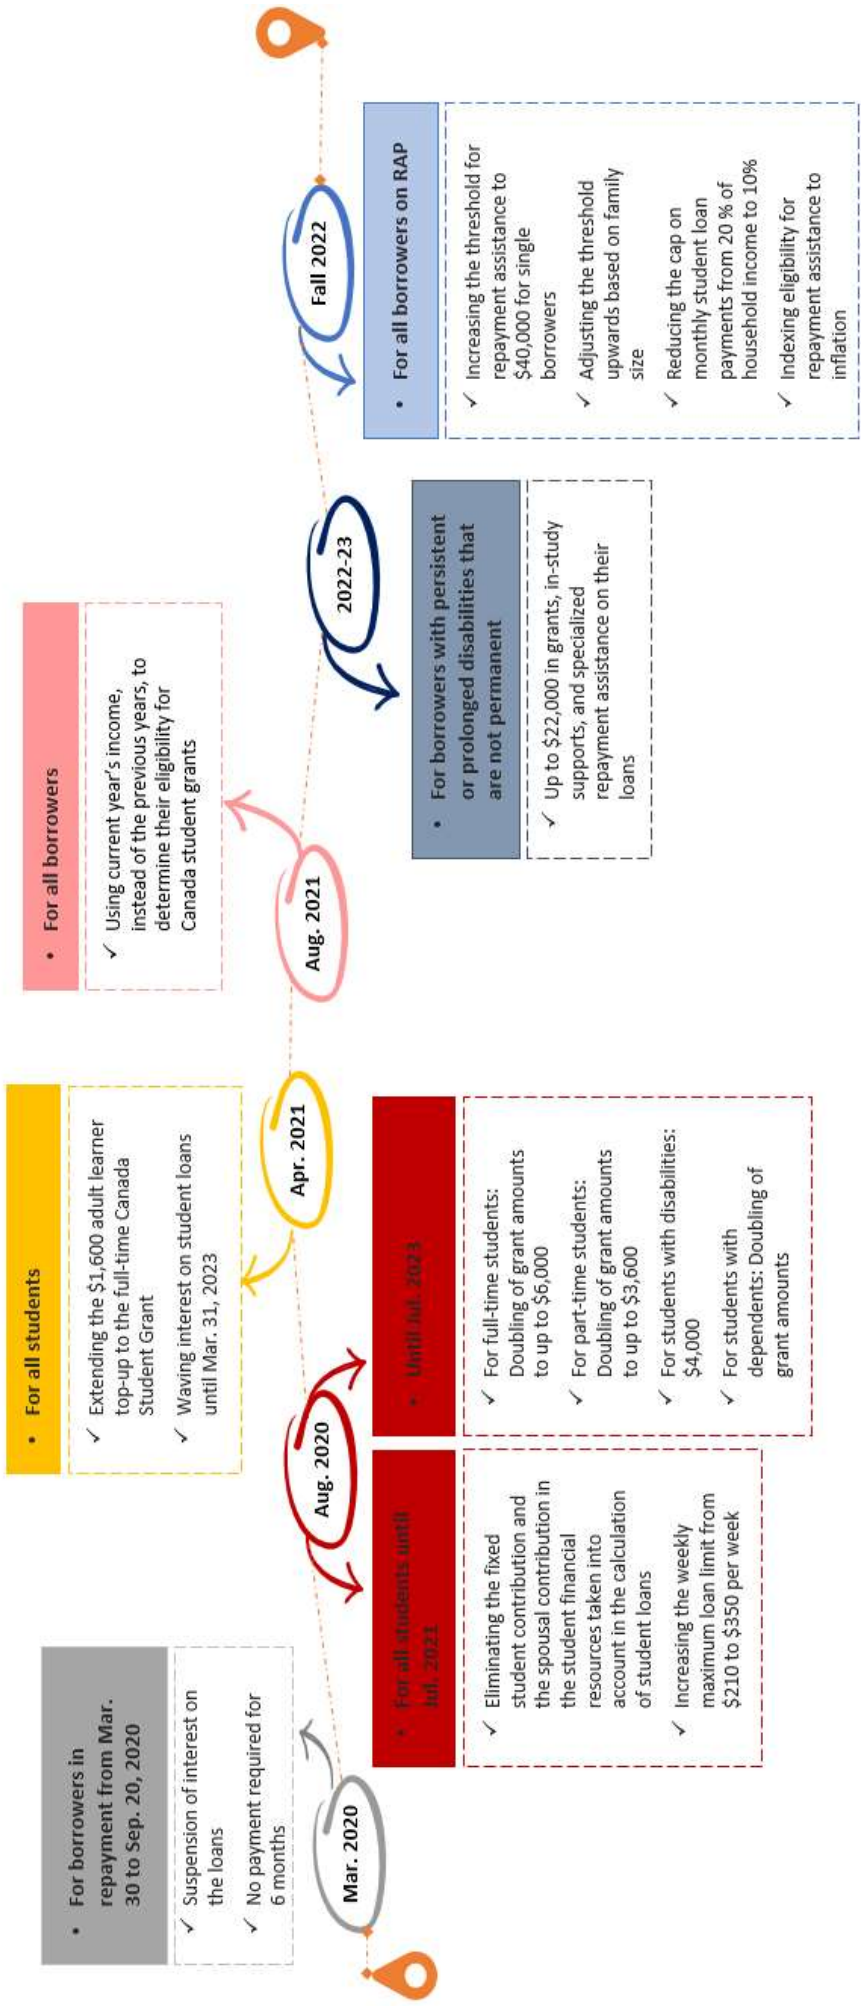 Mar. 2020
• For borrowers in
repayment from Mar.
30 to Sep. 20, 2020
✓ Suspension of interest on
the loans
✓ No payment required for
6 months
Aug. 2020
• For all students until
Jul. 2021
✓ Eliminating the fixed
student contribution and
the spousal contribution in
the student financial
resources taken into
account in the calculation
of student loans
✓ Increasing the weekly
maximum loan limit from
$210 to $350 per week
• Until Jul. 2023
✓ For full-time students:
Doubling of grant amounts
to up to $6,000
✓ For part-time students:
Doubling of grant amounts
to up to $3,600
✓ For students with disabilities:
$4,000
✓ For students with
dependents: Doubling of
grant amounts
Apr. 2021
• For all students
✓ Extending the $1,600 adult learner
top-up to the full-time Canada
Student Grant
✓ Waving interest on student loans
until Mar. 31, 2023
Aug. 2021
• For all borrowers
✓ Using current year's income,
instead of the previous years, to
determine their eligibility for
Canada student grants
2022-23
• For borrowers with persistent
or prolonged disabilities that
are not permanent
✓ Up to $22,000 in grants, in-study
supports, and specialized
repayment assistance on their
loans
Fall 2022
• For all borrowers on RAP
✓ Increasing the threshold for
repayment assistance to
$40,000 for single
borrowers
✓ Adjusting the threshold
upwards based on family
size
✓ Reducing the cap on
monthly student loan
payments from 20 % of
household income to 10%
✓ Indexing eligibility for
repayment assistance to
inflation